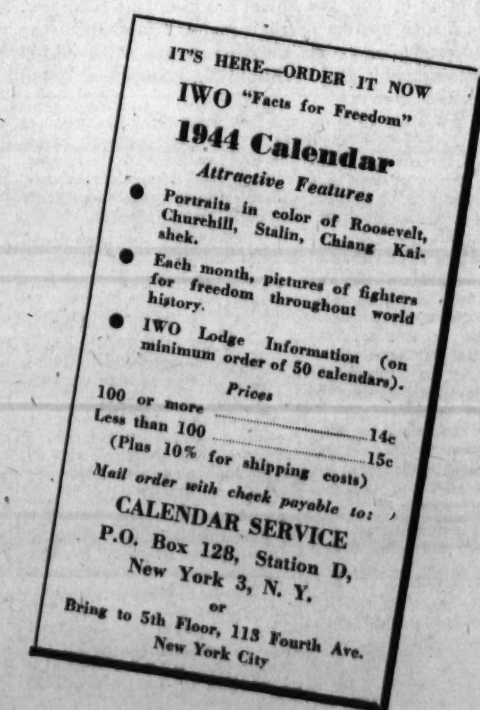 IT'S HERE—ORDER IT NOW
IWO "Facts for Freedom"
1944 Calendar
Attractive Features
● Portraits in color of Roosevelt,
Churchill, Stalin, Chiang Kai-
shek.
● Each month, pictures of fighters
for freedom throughout world
history.
● IWO Lodge Information (on
minimum order of 50 calendars).
Prices
100 or more ........................ 14c
Less than 100 ........................ 15c
(Plus 10% for shipping costs)
Mail order with check payable to:
CALENDAR SERVICE
P.O. Box 128, Station D,
New York 3, N. Y.
or
Bring to 5th Floor, 113 Fourth Ave.
New York City